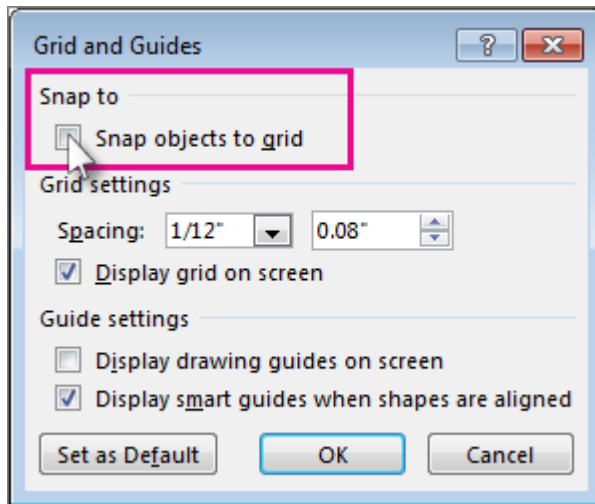 Grid and Guides
Snap to
Snap objects to grid
Grid settings
Spacing: 1/12" 0.08"
Display grid on screen
Guide settings
Display drawing guides on screen
Display smart guides when shapes are aligned
Set as Default OK Cancel